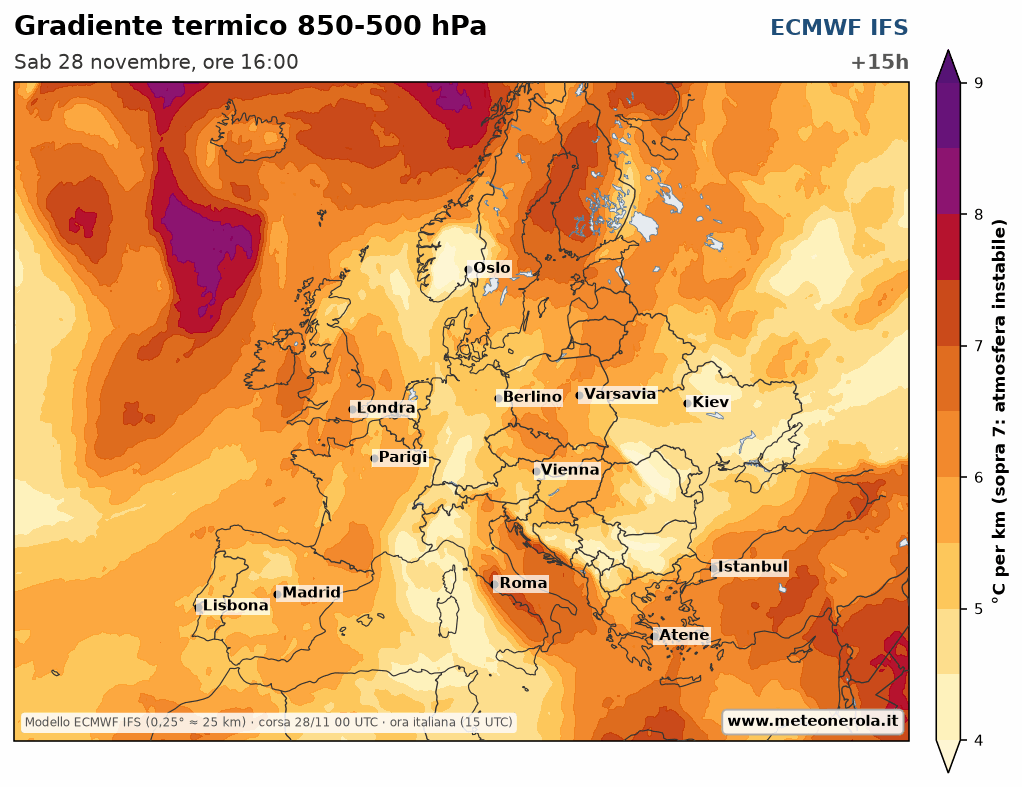 Gradiente termico 850-500 hPa
ECMWF IFS
Sab 28 novembre, ore 16:00
+15h
Oslo
Berlino
Varsavia
Londra
Kiev
Parigi
Vienna
Istanbul
Roma
Madrid
Lisbona
Atene
Modello ECMWF IFS (0,25° ≈ 25 km) · corsa 28/11 00 UTC · ora italiana (15 UTC)
www.meteonerola.it
9
8
7
6
5
4
°C per km (sopra 7: atmosfera instabile)